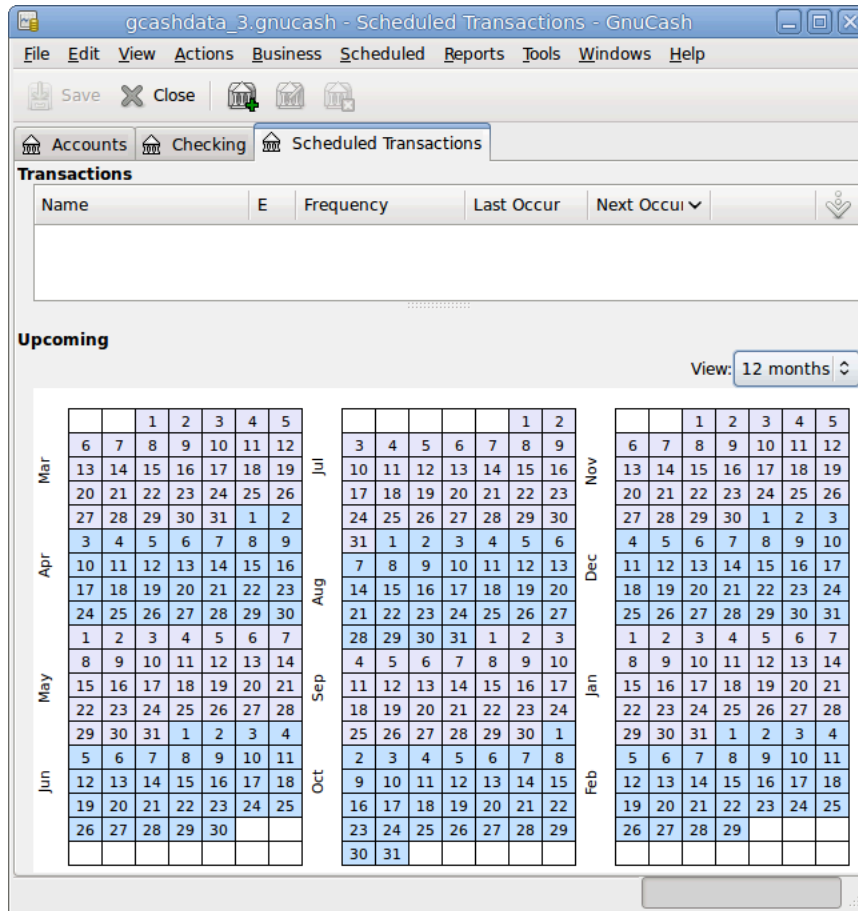 gcashdata_3.gnucash - Scheduled Transactions - GnuCash
File Edit View Actions Business Scheduled Reports Tools Windows Help
Save Close
Accounts Checking Scheduled Transactions
Transactions
Name E Frequency Last Occur Next Occur
Upcoming
View: 12 months
Mar
1 2 3 4 5
6 7 8 9 10 11 12
13 14 15 16 17 18 19
20 21 22 23 24 25 26
27 28 29 30 31 1 2
Apr
3 4 5 6 7 8 9
10 11 12 13 14 15 16
17 18 19 20 21 22 23
24 25 26 27 28 29 30
May
1 2 3 4 5 6 7
8 9 10 11 12 13 14
15 16 17 18 19 20 21
22 23 24 25 26 27 28
29 30 31 1 2 3 4
Jun
5 6 7 8 9 10 11
12 13 14 15 16 17 18
19 20 21 22 23 24 25
26 27 28 29 30
Jul
1 2
3 4 5 6 7 8 9
10 11 12 13 14 15 16
17 18 19 20 21 22 23
24 25 26 27 28 29 30
31 1 2 3 4 5 6
Aug
7 8 9 10 11 12 13
14 15 16 17 18 19 20
21 22 23 24 25 26 27
28 29 30 31 1 2 3
Sep
4 5 6 7 8 9 10
11 12 13 14 15 16 17
18 19 20 21 22 23 24
25 26 27 28 29 30 1
Oct
2 3 4 5 6 7 8
9 10 11 12 13 14 15
16 17 18 19 20 21 22
23 24 25 26 27 28 29
30 31
Nov
1 2 3 4 5
6 7 8 9 10 11 12
13 14 15 16 17 18 19
20 21 22 23 24 25 26
27 28 29 30 1 2 3
Dec
4 5 6 7 8 9 10
11 12 13 14 15 16 17
18 19 20 21 22 23 24
25 26 27 28 29 30 31
Jan
1 2 3 4 5 6 7
8 9 10 11 12 13 14
15 16 17 18 19 20 21
22 23 24 25 26 27 28
29 30 31 1 2 3 4
Feb
5 6 7 8 9 10 11
12 13 14 15 16 17 18
19 20 21 22 23 24 25
26 27 28 29